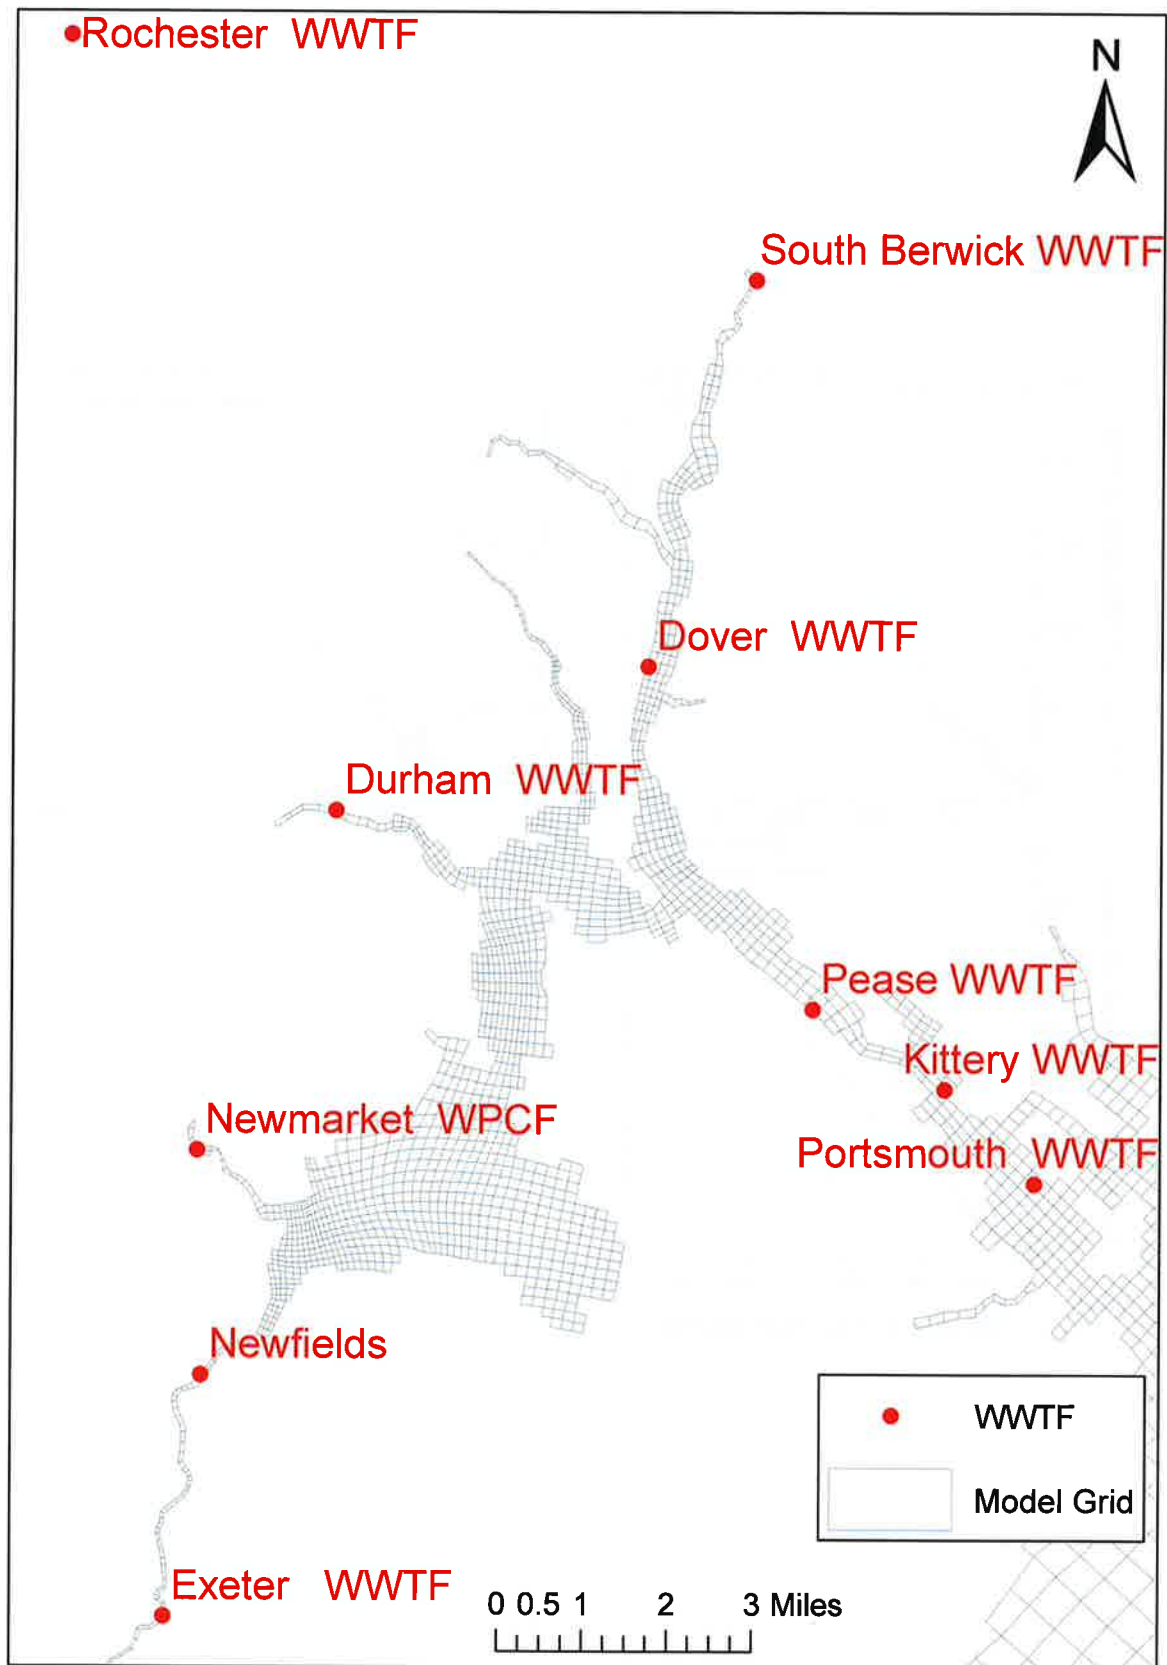 Rochester WWTF
N
South Berwick WWTF
Dover WWTF
Durham WWTF
Pease WWTF
Kittery WWTF
Newmarket WPCF
Portsmouth WWTF
Newfields
WWTF
Model Grid
Exeter WWTF
0 0.5 1 2 3 Miles